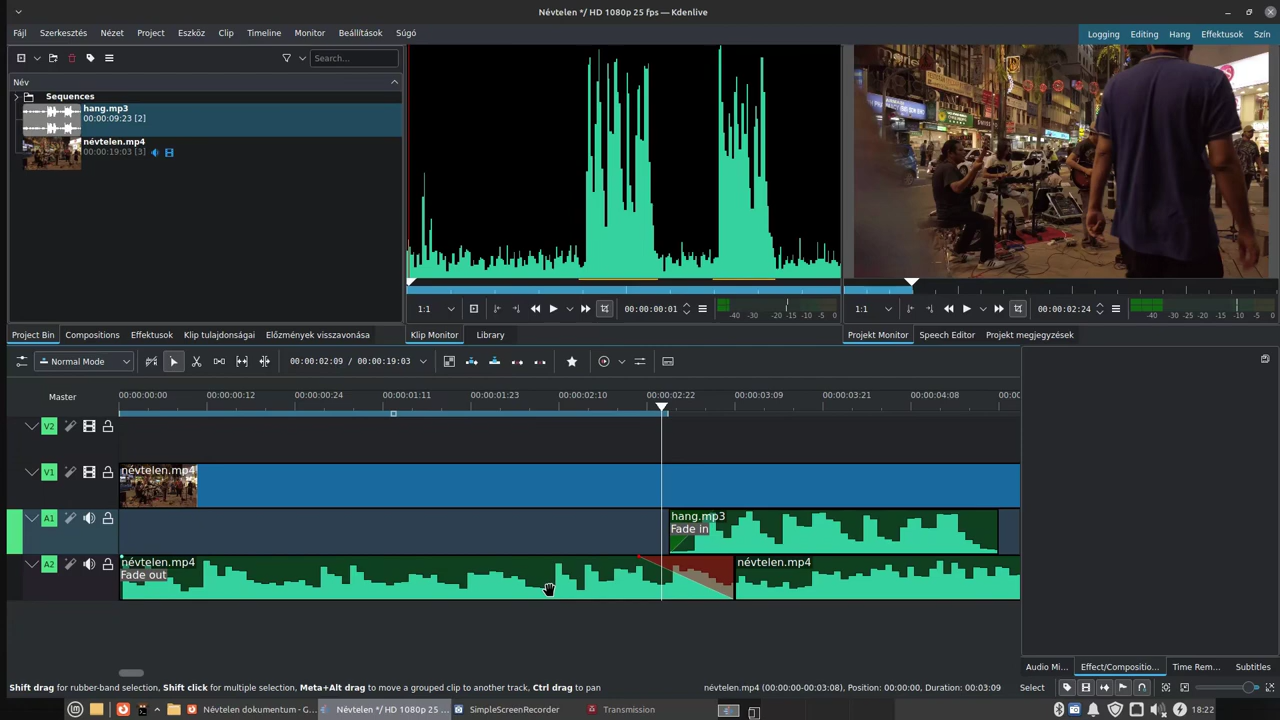 Névtelen */ HD 1080p 25 fps — Kdenlive
Fájl Szerkesztés Nézet Project Eszköz Clip Timeline Monitor Beállítások Súgó
Logging Editing Hang Effektusok Szín
Search...
Név
Sequences
hang.mp3
00:00:09:23 [2]
névtelen.mp4
00:00:19:03 [3]
1:1
00:00:00:01
-40 -30 -20 -15 -10 -5 0
1:1
00:00:02:24
-40 -30 -20 -15 -10 -5 0
Project Bin Compositions Effektusok Klip tulajdonságai Előzmények visszavonása
Klip Monitor Library
Projekt Monitor Speech Editor Projekt megjegyzések
Normal Mode
00:00:02:09 / 00:00:19:03
Master
00:00:00:00 00:00:00:12 00:00:00:24 00:00:01:11 00:00:01:23 00:00:02:10 00:00:02:22 00:00:03:09 00:00:03:21 00:00:04:08 00:00
V2
V1
névtelen.mp4
A1
hang.mp3
Fade in
A2
névtelen.mp4
Fade out
névtelen.mp4
Audio Mi... Effect/Compositio... Time Rem... Subtitles
Shift drag for rubber-band selection, Shift click for multiple selection, Meta+Alt drag to move a grouped clip to another track, Ctrl drag to pan
névtelen.mp4 (00:00:00:00-00:03:08), Position: 00:00:00, Duration: 00:03:09
Select
Névtelen dokumentum - G...
Névtelen */ HD 1080p 25 ...
SimpleScreenRecorder
Transmission
18:22